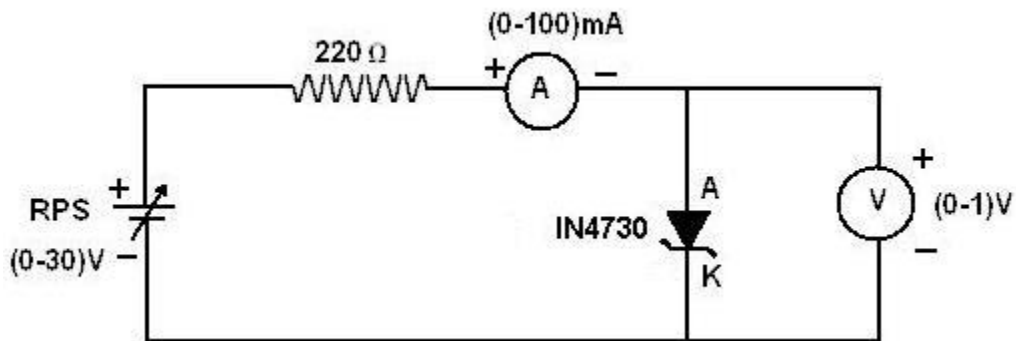 (0-100)mA
220 Ω
+ A −
+
RPS
(0-30)V −
A
IN4730
K
+
V (0-1)V
−